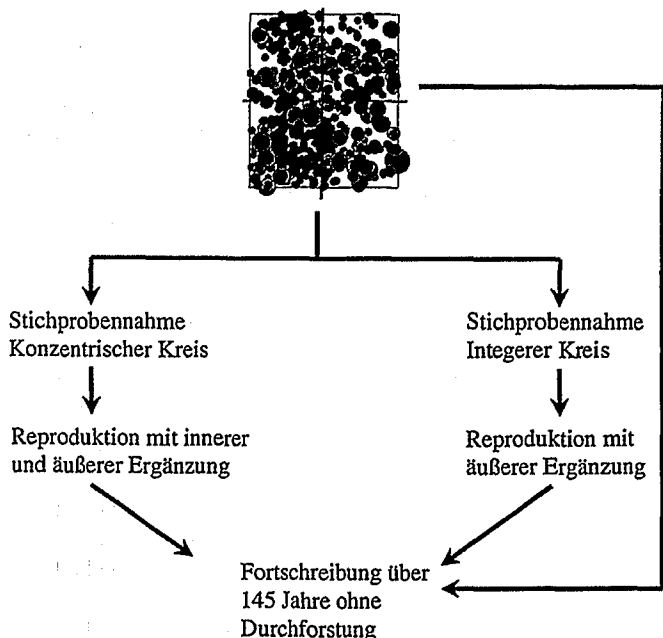 Stichprobennahme
Konzentrischer Kreis
Stichprobennahme
Integerer Kreis
Reproduktion mit innerer
und äußerer Ergänzung
Reproduktion mit
äußerer Ergänzung
Fortschreibung über
145 Jahre ohne
Durchforstung